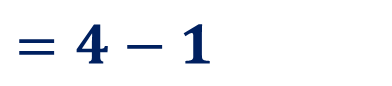 = 4 − 1